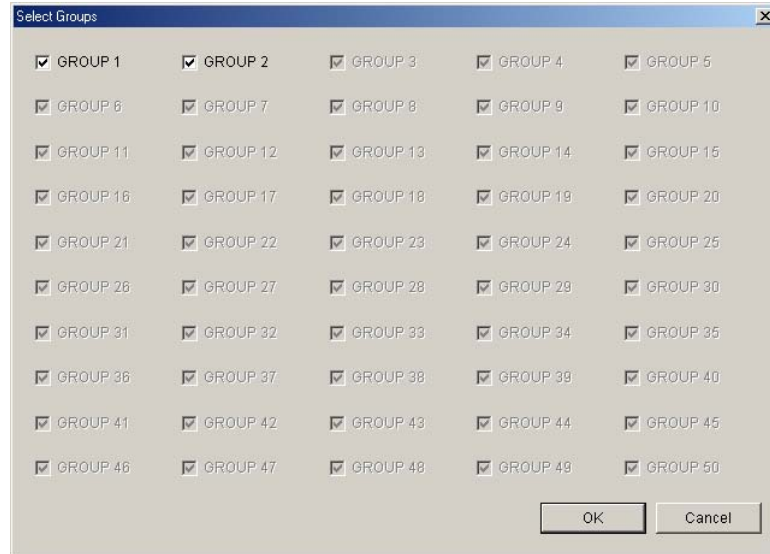 Select Groups
GROUP 1 GROUP 2 GROUP 3 GROUP 4 GROUP 5
GROUP 6 GROUP 7 GROUP 8 GROUP 9 GROUP 10
GROUP 11 GROUP 12 GROUP 13 GROUP 14 GROUP 15
GROUP 16 GROUP 17 GROUP 18 GROUP 19 GROUP 20
GROUP 21 GROUP 22 GROUP 23 GROUP 24 GROUP 25
GROUP 26 GROUP 27 GROUP 28 GROUP 29 GROUP 30
GROUP 31 GROUP 32 GROUP 33 GROUP 34 GROUP 35
GROUP 36 GROUP 37 GROUP 38 GROUP 39 GROUP 40
GROUP 41 GROUP 42 GROUP 43 GROUP 44 GROUP 45
GROUP 46 GROUP 47 GROUP 48 GROUP 49 GROUP 50
OK Cancel